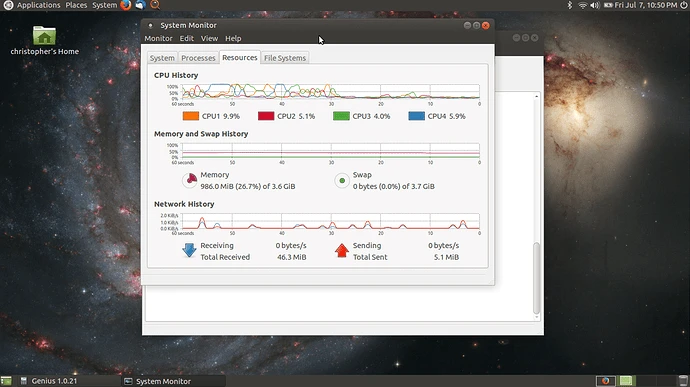 Applications Places System
Fri Jul 7, 10:50 PM
christopher's Home
System Monitor
Monitor Edit View Help
System Processes Resources File Systems
CPU History
100%
50%
0%
60 seconds 50 40 30 20 10 0
CPU1 9.9% CPU2 5.1% CPU3 4.0% CPU4 5.9%
Memory and Swap History
100%
50%
0%
60 seconds 50 40 30 20 10 0
Memory
986.0 MiB (26.7%) of 3.6 GiB
Swap
0 bytes (0.0%) of 3.7 GiB
Network History
2.0 KiB/s
1.0 KiB/s
0.0 KiB/s
60 seconds 50 40 30 20 10 0
Receiving 0 bytes/s
Total Received 46.3 MiB
Sending 0 bytes/s
Total Sent 5.1 MiB
Genius 1.0.21
System Monitor